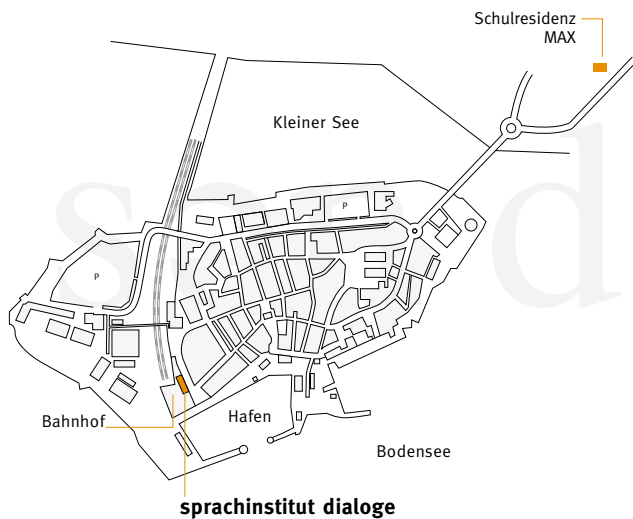 Schulresidenz
MAX
Kleiner See
P
P
Bahnhof
Hafen
Bodensee
sprachinstitut dialoge